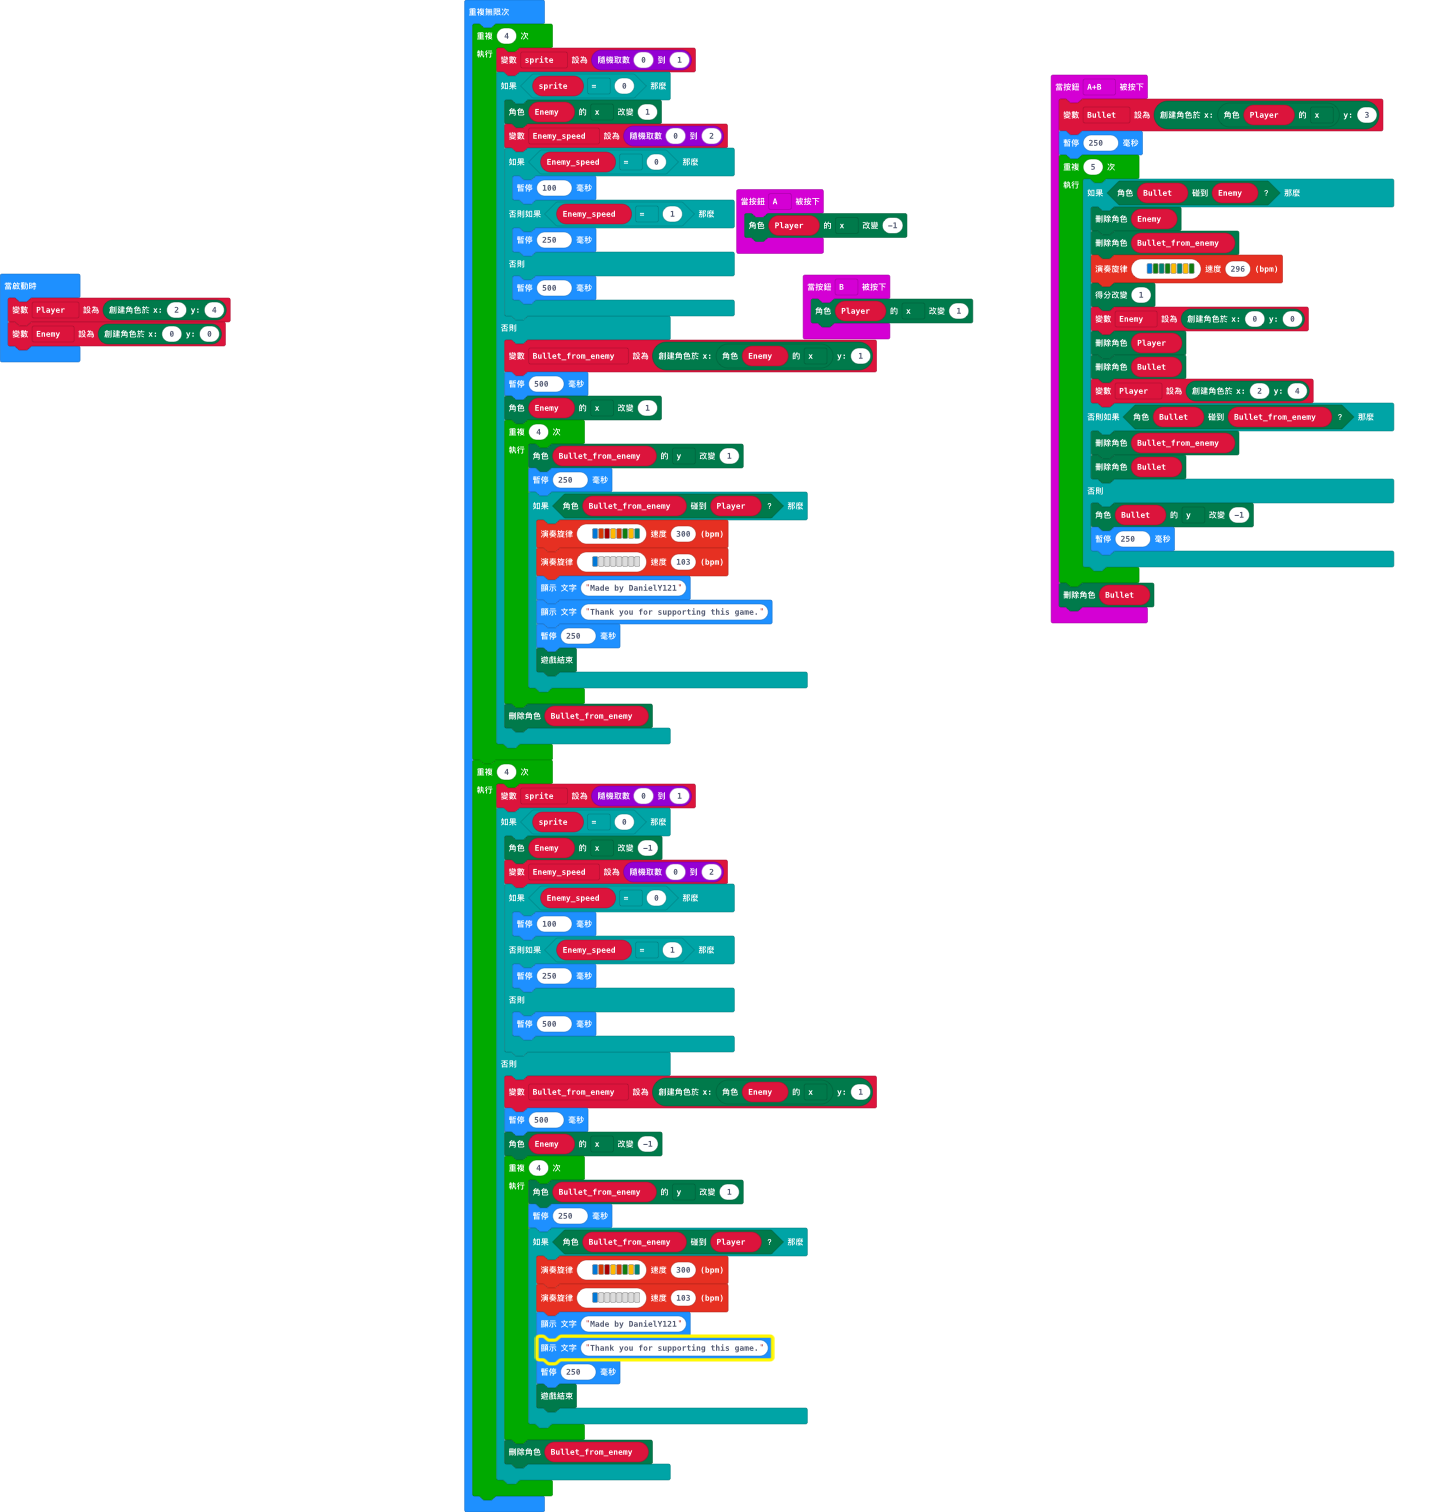 當啟動時
變數 Player 設為 創建角色於 x: 2 y: 4
變數 Enemy 設為 創建角色於 x: 0 y: 0
重複無限次
重複 4 次
執行
變數 sprite 設為 隨機取數 0 到 1
如果 sprite = 0 那麼
角色 Enemy 的 x 改變 1
變數 Enemy_speed 設為 隨機取數 0 到 2
如果 Enemy_speed = 0 那麼
暫停 100 毫秒
否則如果 Enemy_speed = 1 那麼
暫停 250 毫秒
否則
暫停 500 毫秒
否則
變數 Bullet_from_enemy 設為 創建角色於 x: 角色 Enemy 的 x y: 1
暫停 500 毫秒
角色 Enemy 的 x 改變 1
重複 4 次
執行
角色 Bullet_from_enemy 的 y 改變 1
暫停 250 毫秒
如果 角色 Bullet_from_enemy 碰到 Player ? 那麼
演奏旋律 速度 300 (bpm)
演奏旋律 速度 103 (bpm)
顯示 文字 "Made by DanielY121"
顯示 文字 "Thank you for supporting this game."
暫停 250 毫秒
遊戲結束
刪除角色 Bullet_from_enemy
重複 4 次
執行
變數 sprite 設為 隨機取數 0 到 1
如果 sprite = 0 那麼
角色 Enemy 的 x 改變 -1
變數 Enemy_speed 設為 隨機取數 0 到 2
如果 Enemy_speed = 0 那麼
暫停 100 毫秒
否則如果 Enemy_speed = 1 那麼
暫停 250 毫秒
否則
暫停 500 毫秒
否則
變數 Bullet_from_enemy 設為 創建角色於 x: 角色 Enemy 的 x y: 1
暫停 500 毫秒
角色 Enemy 的 x 改變 -1
重複 4 次
執行
角色 Bullet_from_enemy 的 y 改變 1
暫停 250 毫秒
如果 角色 Bullet_from_enemy 碰到 Player ? 那麼
演奏旋律 速度 300 (bpm)
演奏旋律 速度 103 (bpm)
顯示 文字 "Made by DanielY121"
顯示 文字 "Thank you for supporting this game."
暫停 250 毫秒
遊戲結束
刪除角色 Bullet_from_enemy
當按鈕 A 被按下
角色 Player 的 x 改變 -1
當按鈕 B 被按下
角色 Player 的 x 改變 1
當按鈕 A+B 被按下
變數 Bullet 設為 創建角色於 x: 角色 Player 的 x y: 3
暫停 250 毫秒
重複 5 次
執行
如果 角色 Bullet 碰到 Enemy ? 那麼
刪除角色 Enemy
刪除角色 Bullet_from_enemy
演奏旋律 速度 296 (bpm)
得分改變 1
變數 Enemy 設為 創建角色於 x: 0 y: 0
刪除角色 Player
刪除角色 Bullet
變數 Player 設為 創建角色於 x: 2 y: 4
否則如果 角色 Bullet 碰到 Bullet_from_enemy ? 那麼
刪除角色 Bullet_from_enemy
刪除角色 Bullet
否則
角色 Bullet 的 y 改變 -1
暫停 250 毫秒
刪除角色 Bullet